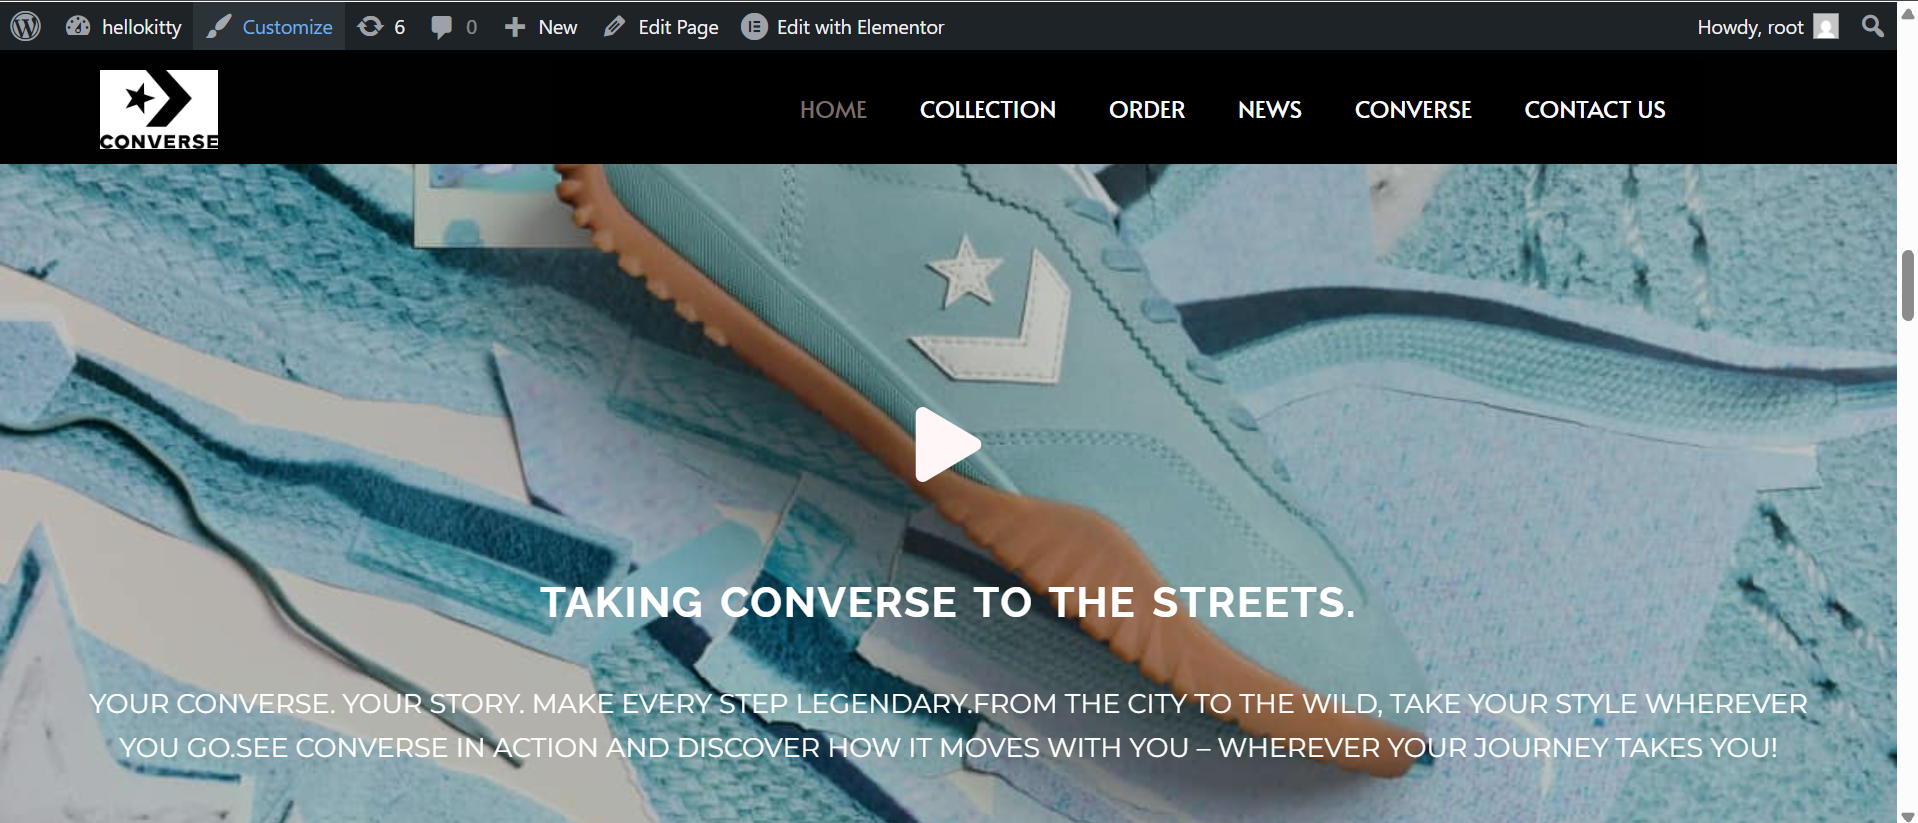 hellokitty Customize 6 0 New Edit Page Edit with Elementor Howdy, root
CONVERSE
HOME COLLECTION ORDER NEWS CONVERSE CONTACT US
TAKING CONVERSE TO THE STREETS.
YOUR CONVERSE. YOUR STORY. MAKE EVERY STEP LEGENDARY.FROM THE CITY TO THE WILD, TAKE YOUR STYLE WHEREVER
YOU GO.SEE CONVERSE IN ACTION AND DISCOVER HOW IT MOVES WITH YOU – WHEREVER YOUR JOURNEY TAKES YOU!